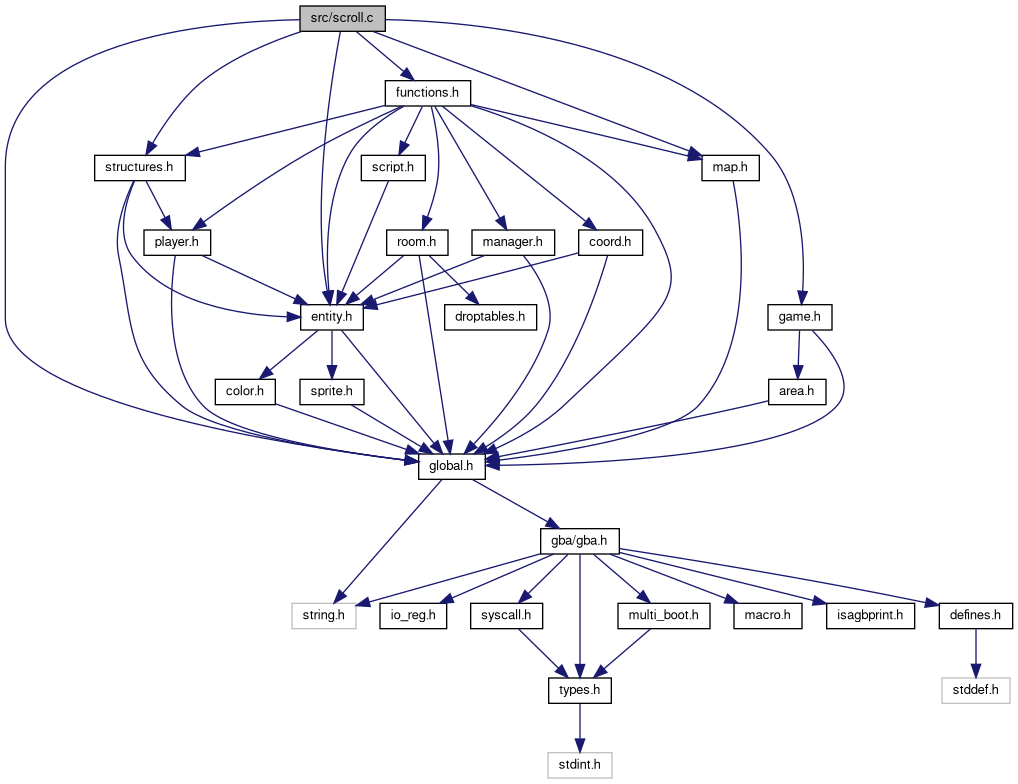 src/scroll.c
functions.h
structures.h
script.h
map.h
player.h
room.h
manager.h
coord.h
entity.h
droptables.h
game.h
color.h
sprite.h
area.h
global.h
gba/gba.h
string.h
io_reg.h
syscall.h
multi_boot.h
macro.h
isagbprint.h
defines.h
types.h
stddef.h
stdint.h